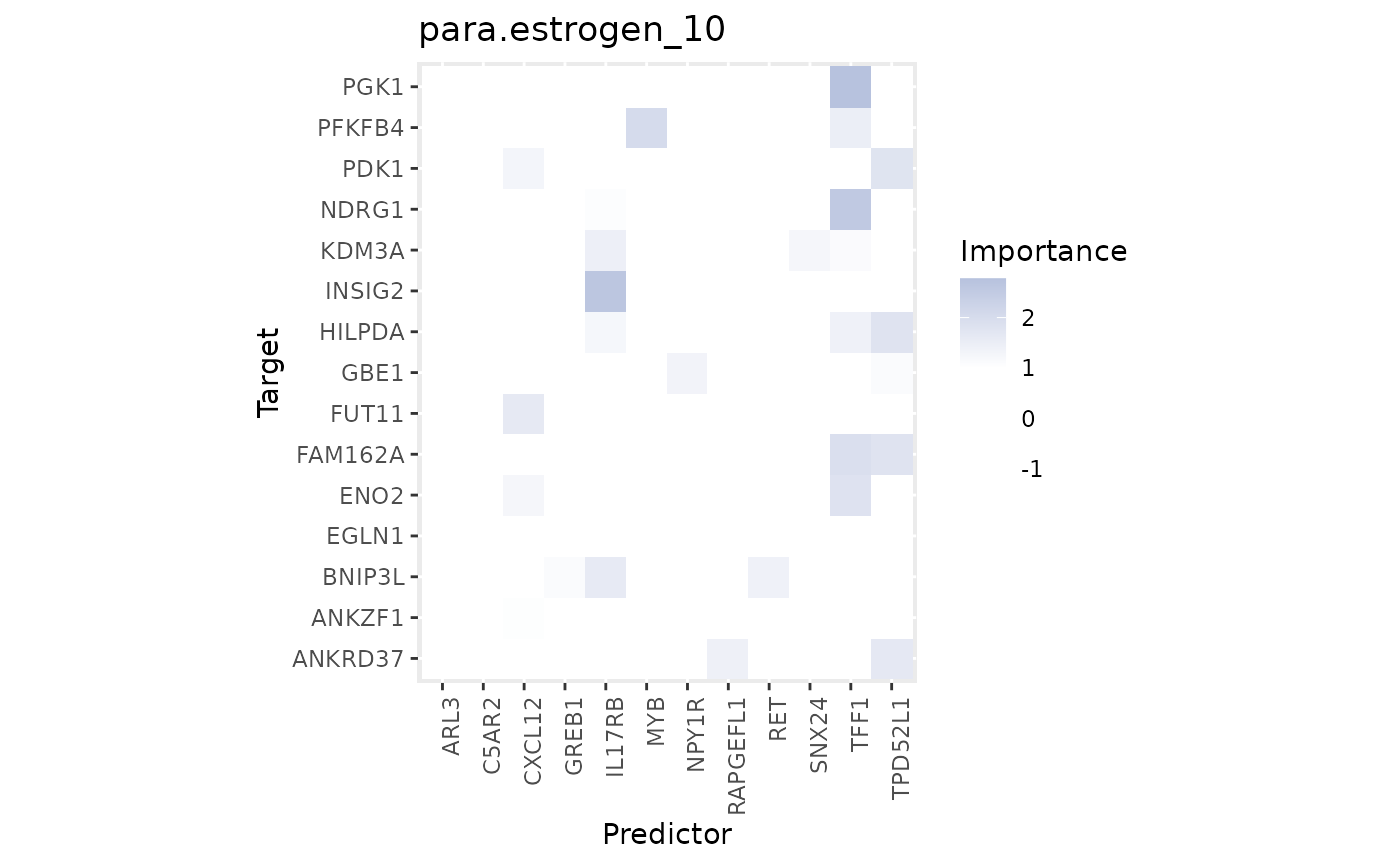 para.estrogen_10
PGK1
PFKFB4
PDK1
NDRG1
KDM3A
INSIG2
HILPDA
GBE1
FUT11
FAM162A
ENO2
EGLN1
BNIP3L
ANKZF1
ANKRD37
Target
ARL3
C5AR2
CXCL12
GREB1
IL17RB
MYB
NPY1R
RAPGEFL1
RET
SNX24
TFF1
TPD52L1
Predictor
Importance
2
1
0
-1